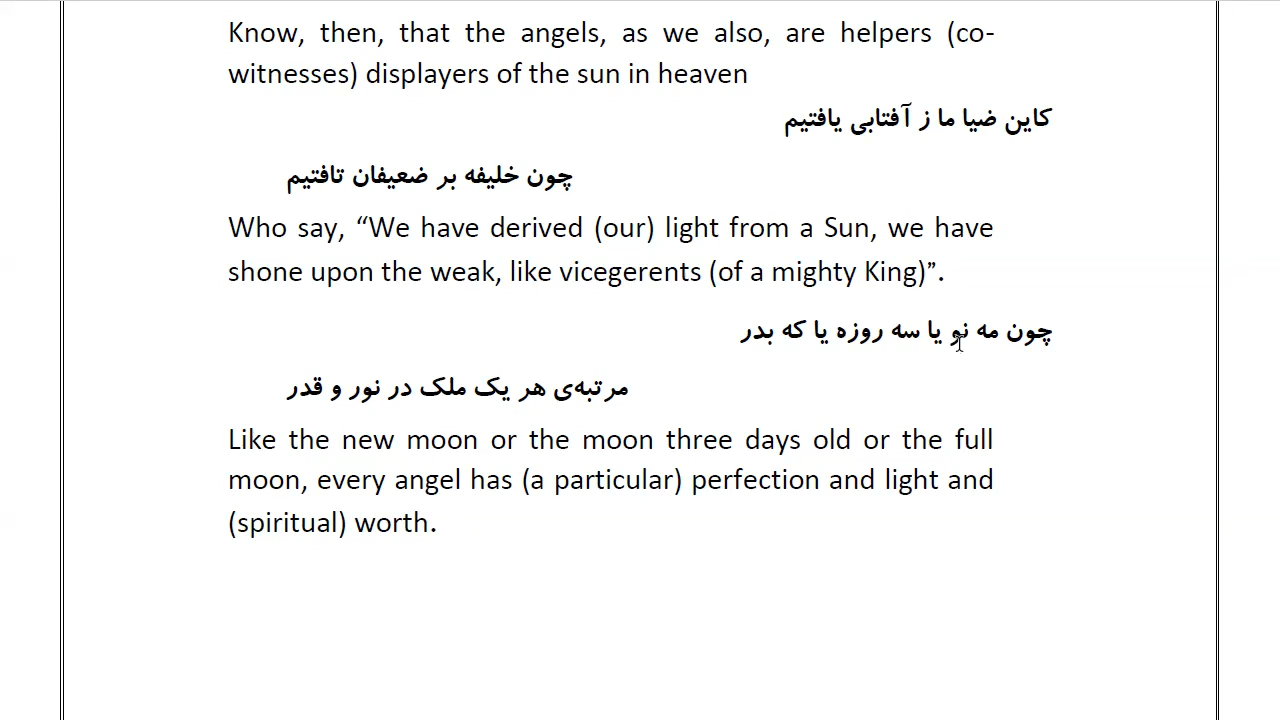 Know, then, that the angels, as we also, are helpers (co-
witnesses) displayers of the sun in heaven
کاین ضیا ما ز آفتابی یافتیم
چون خلیفه بر ضعیفان تافتیم
Who say, “We have derived (our) light from a Sun, we have
shone upon the weak, like vicegerents (of a mighty King)”.
چون مه نو یا سه روزه یا که بدر
مرتبه‌ی هر یک ملک در نور و قدر
Like the new moon or the moon three days old or the full
moon, every angel has (a particular) perfection and light and
(spiritual) worth.